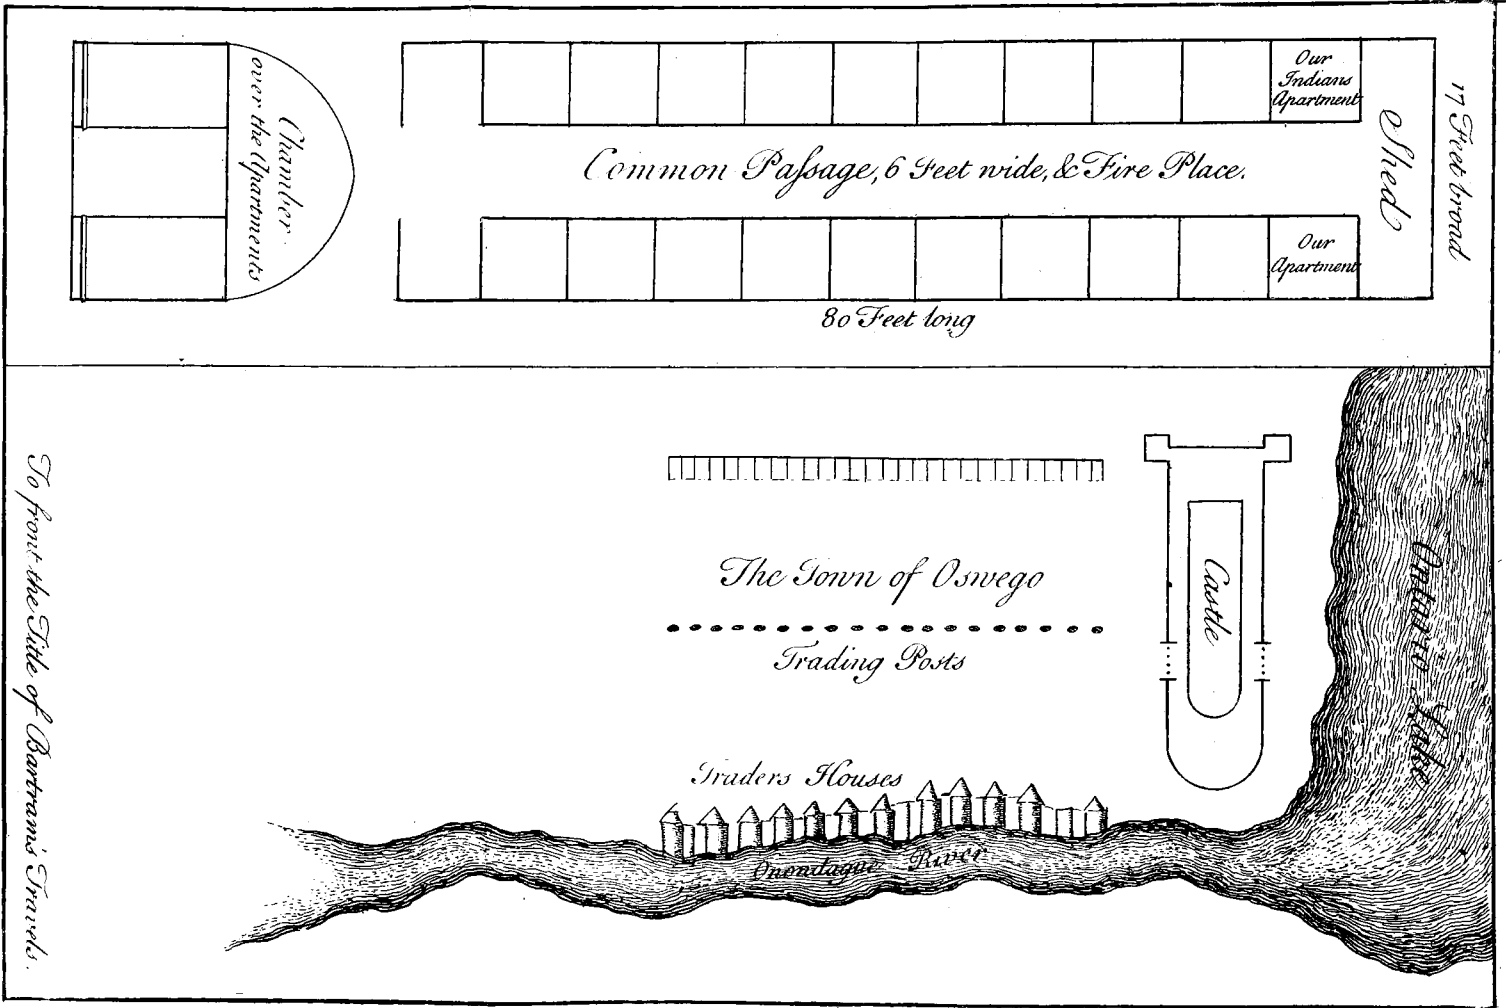 Chamber
over the Apartments
Our
Indians
Apartment
Common Paſsage, 6 Feet wide, & Fire Place.
Shed
17 Feet broad
Our
Apartment
80 Feet long
To front the Title of Bartram's Travels.
The Town of Oswego
Trading Posts
Castle
Ontario Lake
Traders Houses
Onondague River